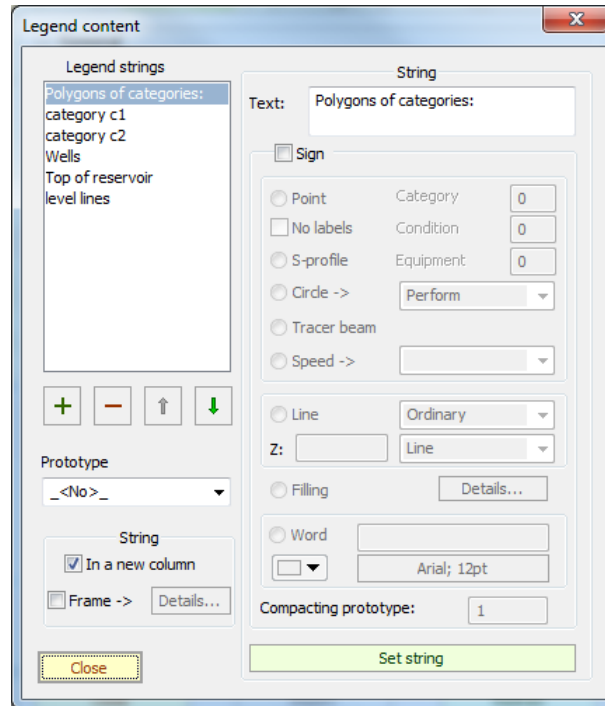 Legend content
Legend strings
Polygons of categories:
category c1
category c2
Wells
Top of reservoir
level lines
Prototype
_<No>_
String
In a new column
Frame -> Details...
Close
String
Text: Polygons of categories:
Sign
Point Category 0
No labels Condition 0
S-profile Equipment 0
Circle -> Perform
Tracer beam
Speed ->
Line Ordinary
Z: Line
Filling Details...
Word
Arial; 12pt
Compacting prototype: 1
Set string